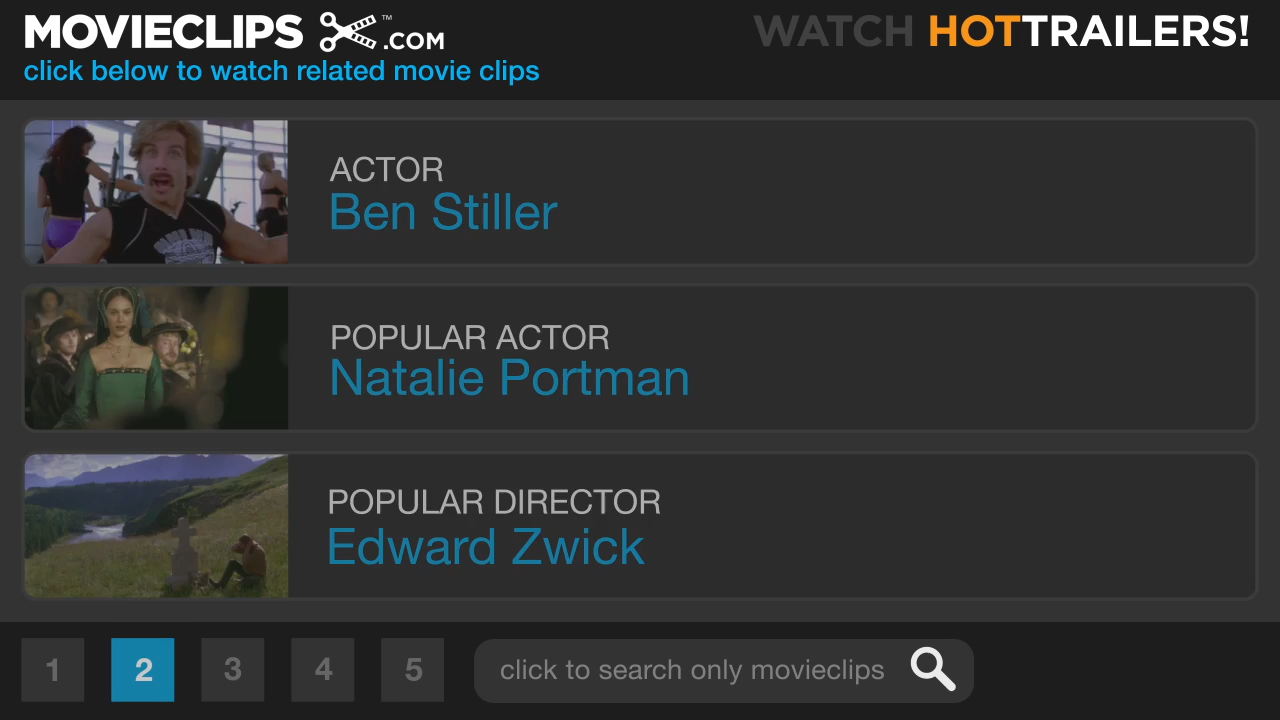 MOVIECLIPS ™ .COM
WATCH HOTTRAILERS!
click below to watch related movie clips
ACTOR
Ben Stiller
POPULAR ACTOR
Natalie Portman
POPULAR DIRECTOR
Edward Zwick
1 2 3 4 5 click to search only movieclips